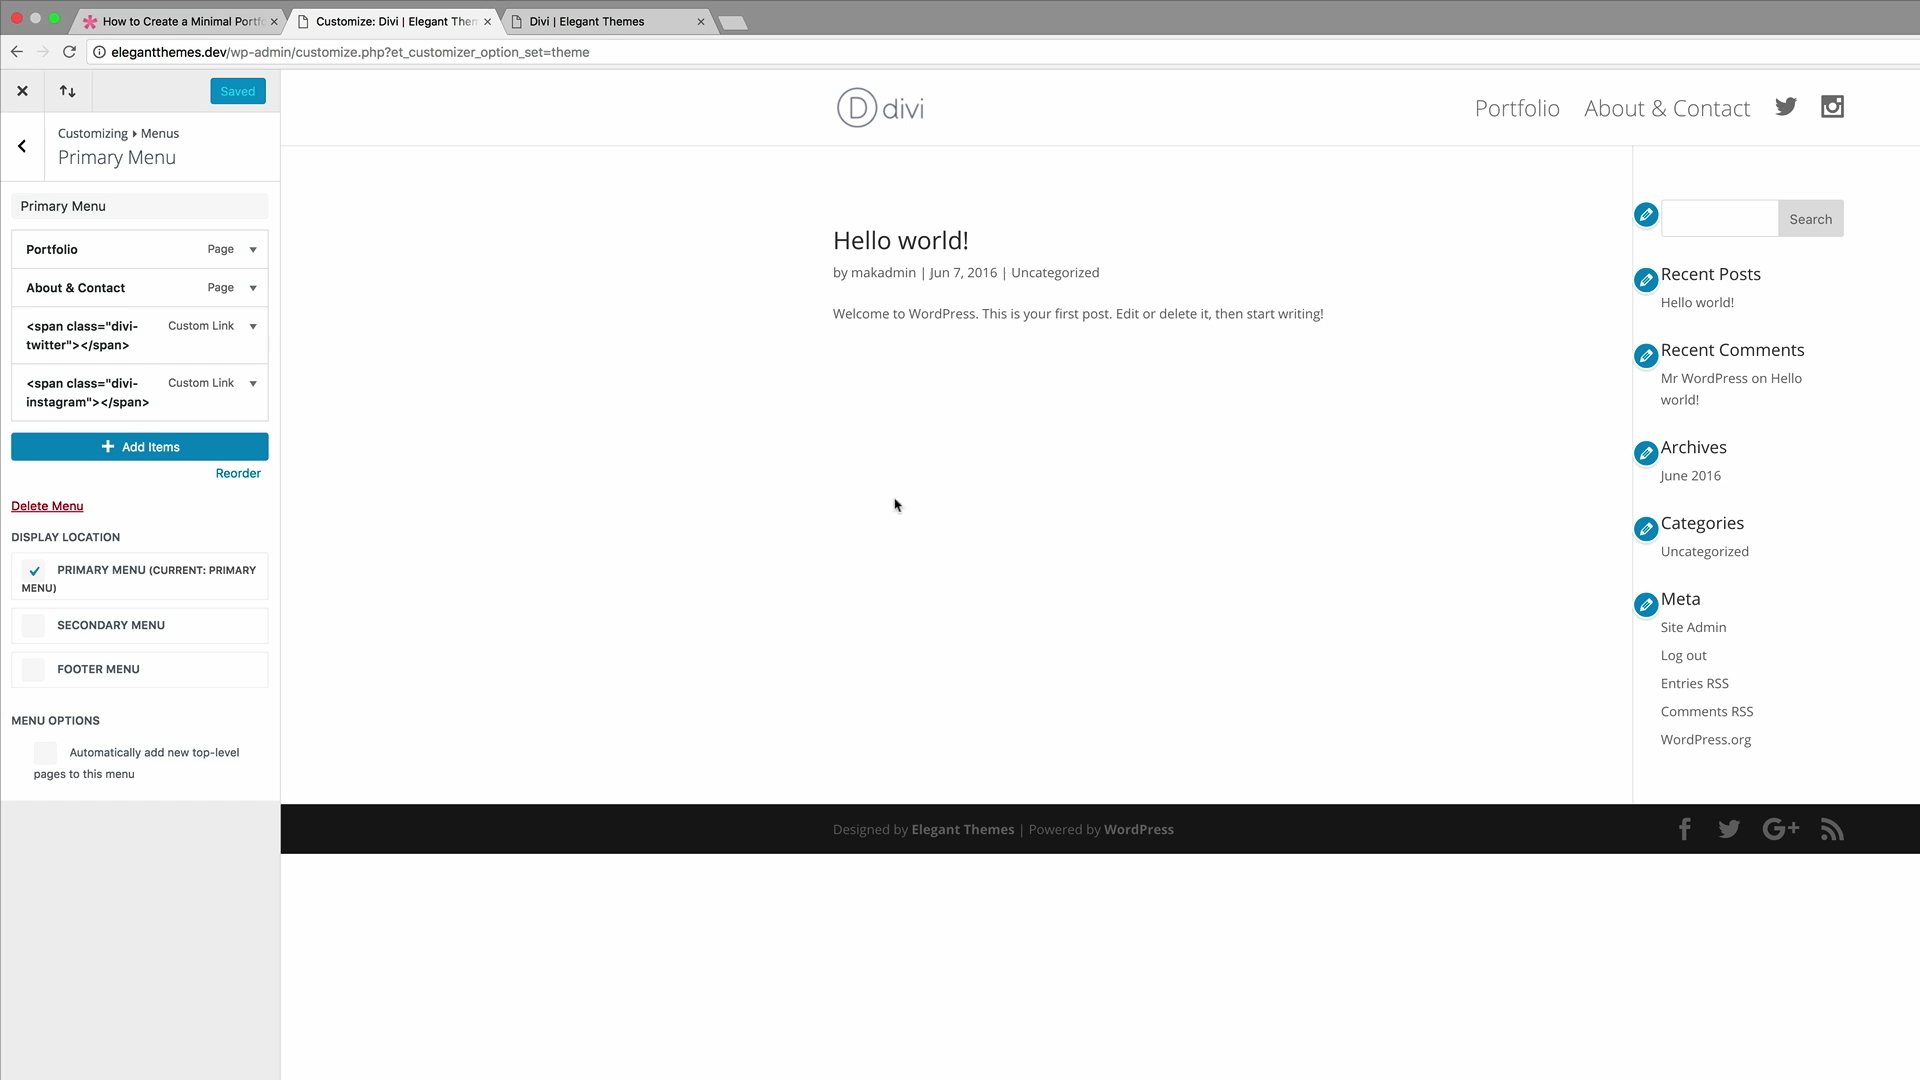 How to Create a Minimal Portfo
Customize: Divi | Elegant Them
Divi | Elegant Themes
elegantthemes.dev/wp-admin/customize.php?et_customizer_option_set=theme
Saved
Customizing ▸ Menus
Primary Menu
Primary Menu
Portfolio Page
About & Contact Page
<span class="divi- Custom Link
twitter"></span>
<span class="divi- Custom Link
instagram"></span>
+ Add Items
Reorder
Delete Menu
DISPLAY LOCATION
PRIMARY MENU (CURRENT: PRIMARY
MENU)
SECONDARY MENU
FOOTER MENU
MENU OPTIONS
Automatically add new top-level
pages to this menu
D divi
Portfolio About & Contact
Hello world!
by makadmin | Jun 7, 2016 | Uncategorized
Welcome to WordPress. This is your first post. Edit or delete it, then start writing!
Search
Recent Posts
Hello world!
Recent Comments
Mr WordPress on Hello
world!
Archives
June 2016
Categories
Uncategorized
Meta
Site Admin
Log out
Entries RSS
Comments RSS
WordPress.org
Designed by Elegant Themes | Powered by WordPress
f G+